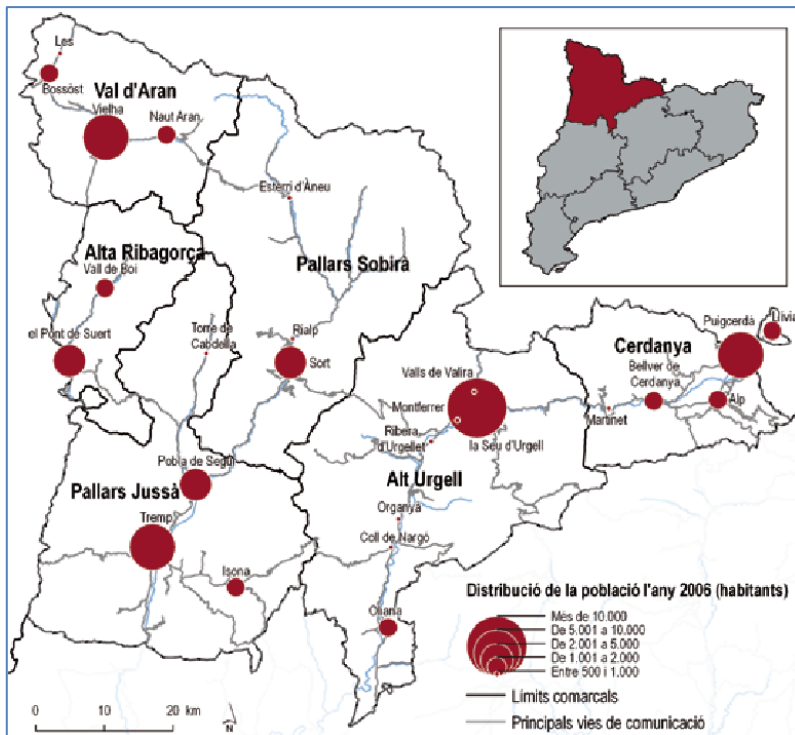 Les
Bossòst
Val d'Aran
Vielha
Naut Aran
Esterri d'Àneu
Alta Ribagorça
Vall de Boí
Pallars Sobirà
el Pont de Suert
Torre de
Cabdella
Rialp
Sort
Puigcerdà
Llívia
Cerdanya
Bellver de
Cerdanya
Alp
Martinet
Valls de Valira
Montferrer
Ribera
d'Urgellet
la Seu d'Urgell
Alt Urgell
Pobla de Segur
Pallars Jussà
Tremp
Isona
Organyà
Coll de Nargó
Oliana
Distribució de la població l'any 2006 (habitants)
Més de 10.000
De 5.001 a 10.000
De 2.001 a 5.000
De 1.001 a 2.000
Entre 500 i 1.000
Límits comarcals
Principals vies de comunicació
0 10 20 km
N